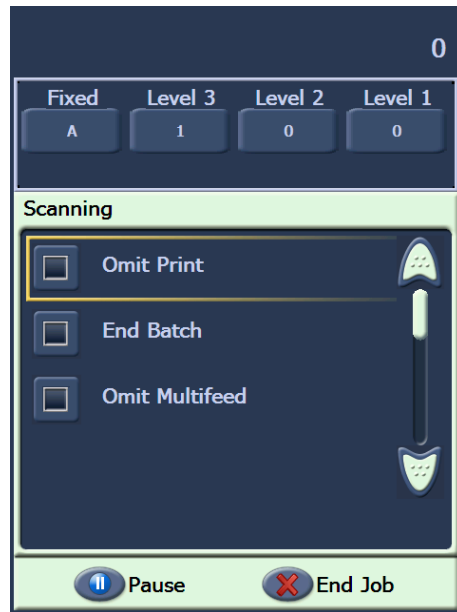 0
Fixed Level 3 Level 2 Level 1
A 1 0 0
Scanning
Omit Print
End Batch
Omit Multifeed
Pause End Job